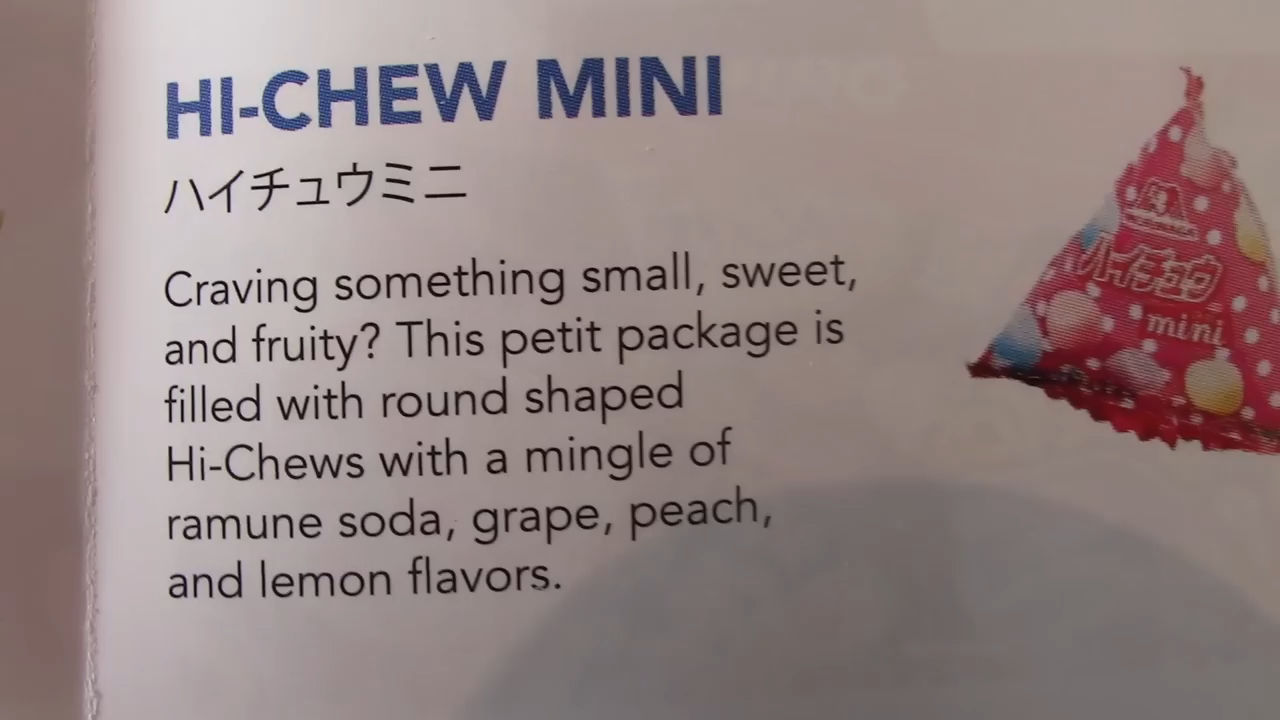 HI-CHEW MINI
ハイチュウミニ
Craving something small, sweet,
and fruity? This petit package is
filled with round shaped
Hi-Chews with a mingle of
ramune soda, grape, peach,
and lemon flavors.
ハイチュウ
mini